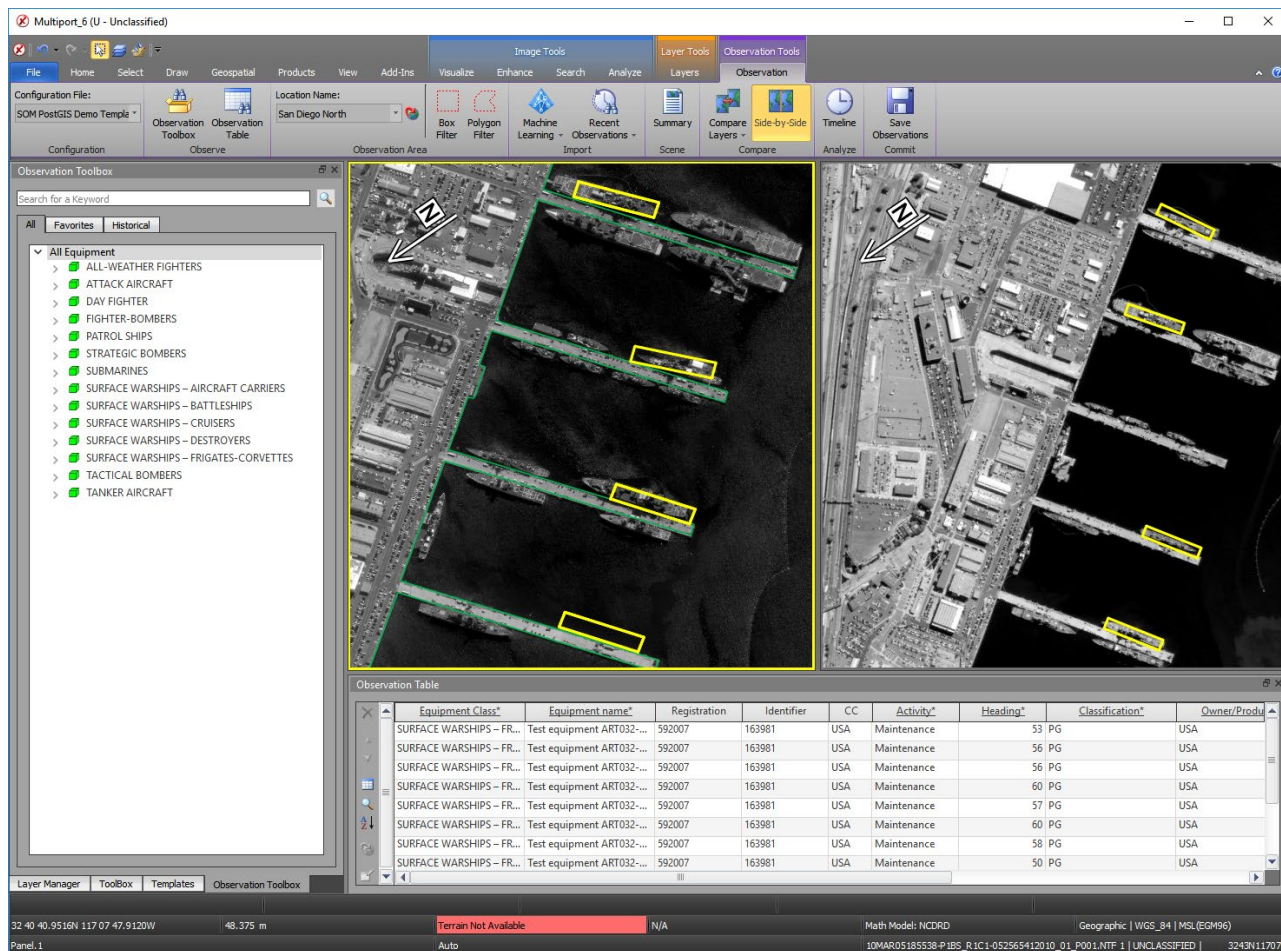 Multiport_6 (U - Unclassified)
Image Tools
Layer Tools
Observation Tools
File Home Select Draw Geospatial Products View Add-Ins Visualize Enhance Search Analyze Layers Observation
Configuration File:
SOM PostGIS Demo Templa
Configuration
Observation Toolbox
Observation Table
Observe
Location Name:
San Diego North
Box Filter
Polygon Filter
Observation Area
Machine Learning
Recent Observations
Import
Summary
Scene
Compare Layers
Side-by-Side
Compare
Timeline
Analyze
Save Observations
Commit
Observation Toolbox
Search for a Keyword
All Favorites Historical
All Equipment
ALL-WEATHER FIGHTERS
ATTACK AIRCRAFT
DAY FIGHTER
FIGHTER-BOMBERS
PATROL SHIPS
STRATEGIC BOMBERS
SUBMARINES
SURFACE WARSHIPS – AIRCRAFT CARRIERS
SURFACE WARSHIPS – BATTLESHIPS
SURFACE WARSHIPS – CRUISERS
SURFACE WARSHIPS – DESTROYERS
SURFACE WARSHIPS – FRIGATES-CORVETTES
TACTICAL BOMBERS
TANKER AIRCRAFT
Layer Manager ToolBox Templates Observation Toolbox
N
N
Observation Table
Equipment Class* Equipment name* Registration Identifier CC Activity* Heading* Classification* Owner/Produ
SURFACE WARSHIPS – FR... Test equipment ART032-... 592007 163981 USA Maintenance 53 PG USA
SURFACE WARSHIPS – FR... Test equipment ART032-... 592007 163981 USA Maintenance 56 PG USA
SURFACE WARSHIPS – FR... Test equipment ART032-... 592007 163981 USA Maintenance 56 PG USA
SURFACE WARSHIPS – FR... Test equipment ART032-... 592007 163981 USA Maintenance 60 PG USA
SURFACE WARSHIPS – FR... Test equipment ART032-... 592007 163981 USA Maintenance 57 PG USA
SURFACE WARSHIPS – FR... Test equipment ART032-... 592007 163981 USA Maintenance 60 PG USA
SURFACE WARSHIPS – FR... Test equipment ART032-... 592007 163981 USA Maintenance 58 PG USA
SURFACE WARSHIPS – FR... Test equipment ART032-... 592007 163981 USA Maintenance 50 PG USA
32 40 40.9516N 117 07 47.9120W 48.375 m Terrain Not Available N/A Math Model: NCDRD Geographic | WGS_84 | MSL(EGM96)
Panel.1 Auto 10MAR05185538-P1BS_R1C1-052565412010_01_P001.NTF 1 | UNCLASSIFIED | 3243N11707